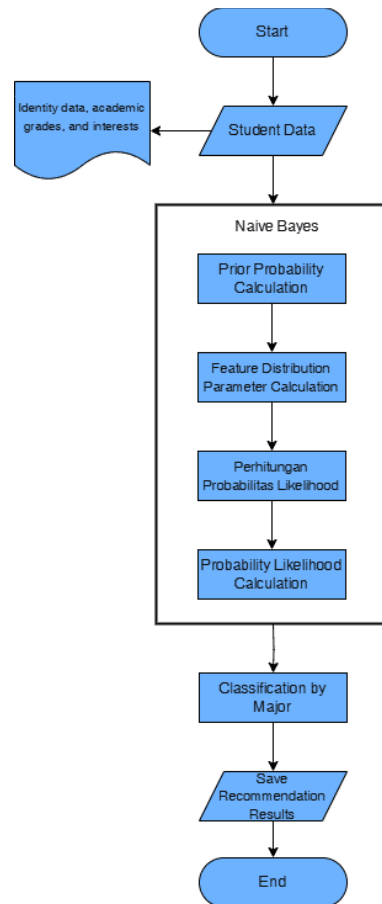 Start
Identity data, academic
grades, and interests
Student Data
Naive Bayes
Prior Probability
Calculation
Feature Distribution
Parameter Calculation
Perhitungan
Probabilitas Likelihood
Probability Likelihood
Calculation
Classification by
Major
Save
Recommendation
Results
End